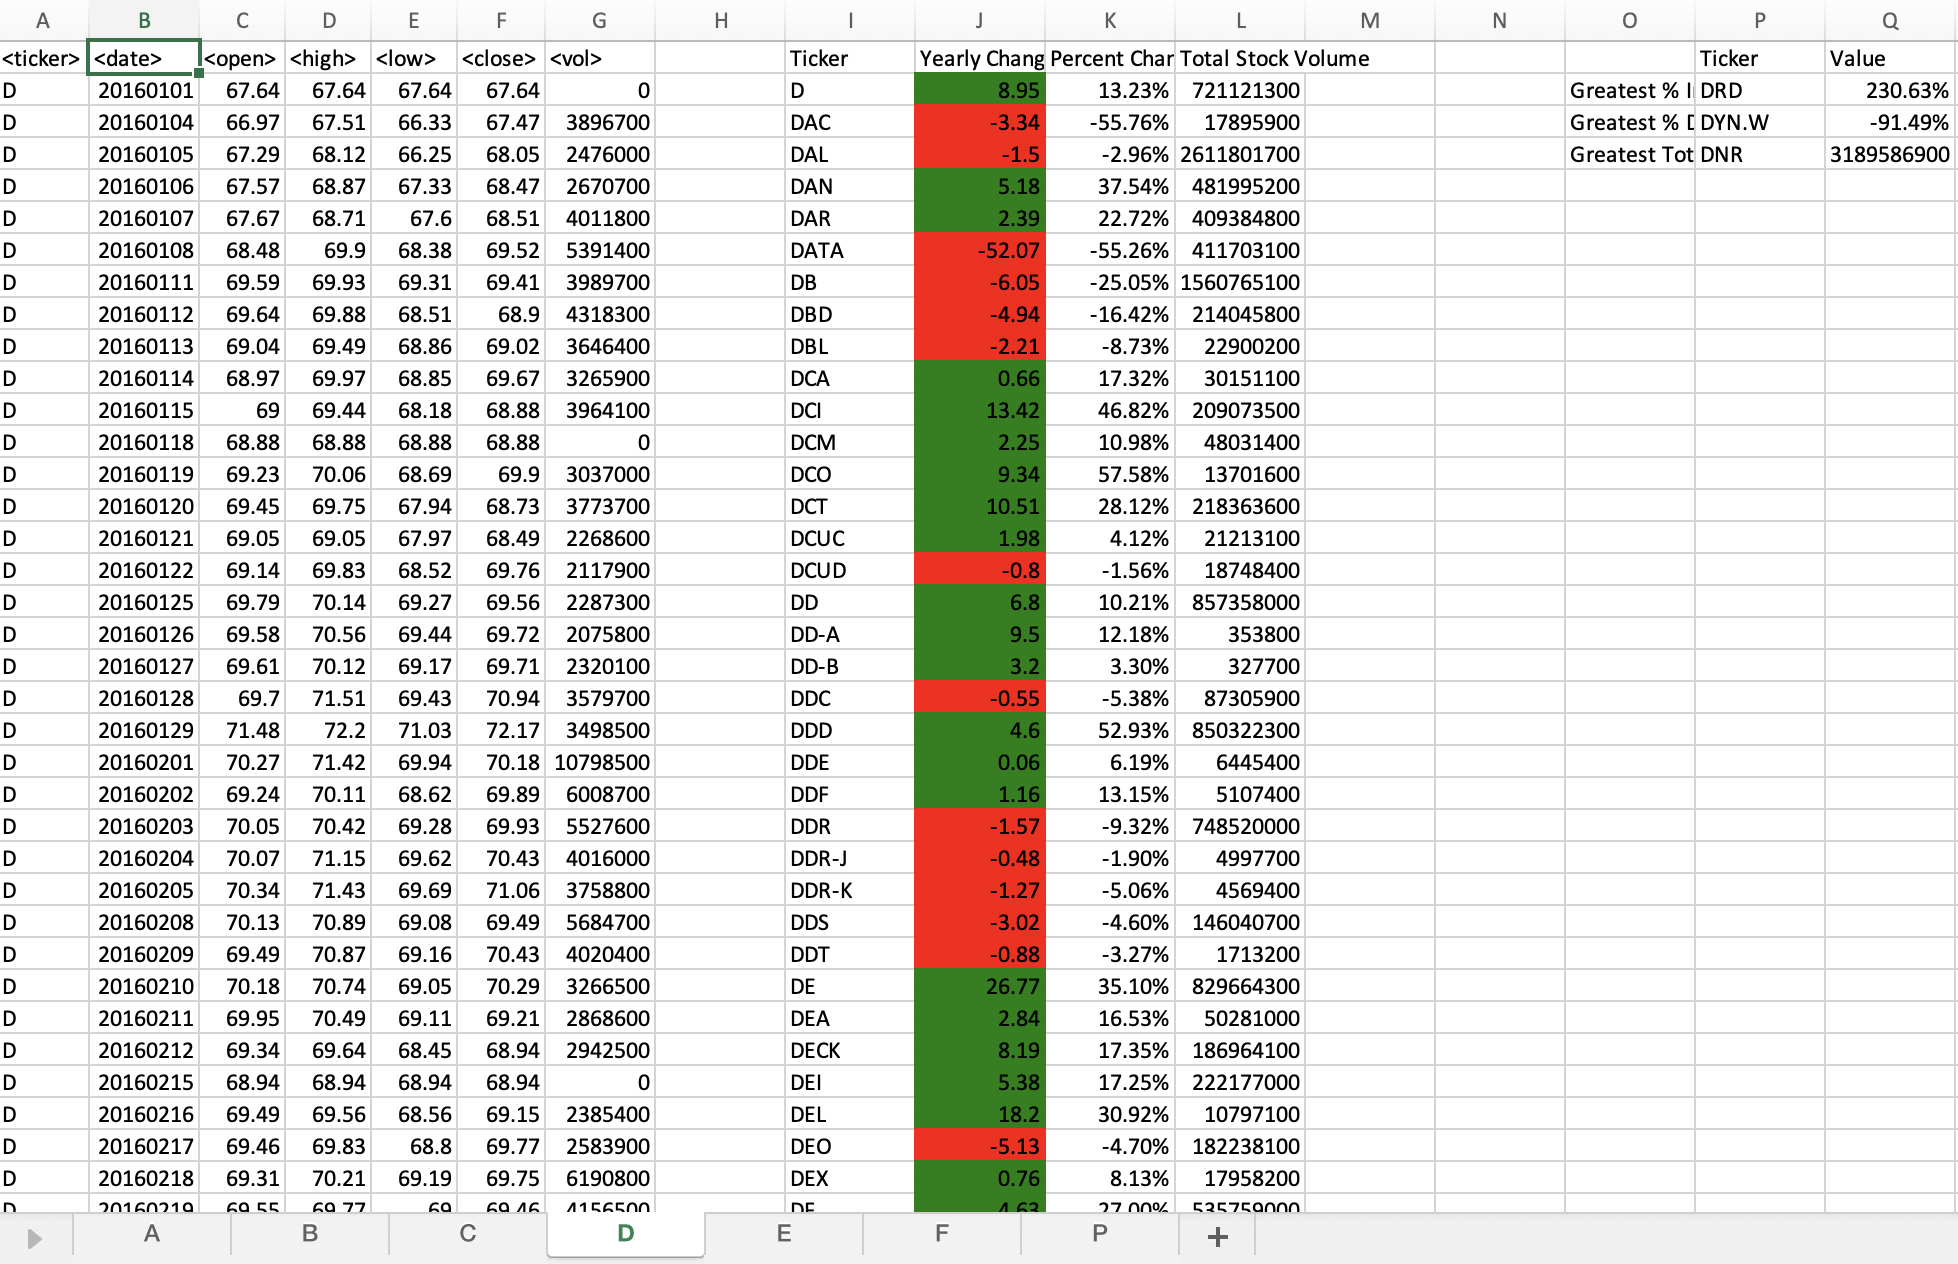 A B C D E F G H I J K L M N O P Q
<ticker> <date> <open> <high> <low> <close> <vol> Ticker Yearly Chang Percent Char Total Stock Volume Ticker Value
D 20160101 67.64 67.64 67.64 67.64 0 D 8.95 13.23% 721121300 Greatest % I DRD 230.63%
D 20160104 66.97 67.51 66.33 67.47 3896700 DAC -3.34 -55.76% 17895900 Greatest % D DYN.W -91.49%
D 20160105 67.29 68.12 66.25 68.05 2476000 DAL -1.5 -2.96% 2611801700 Greatest Tot DNR 3189586900
D 20160106 67.57 68.87 67.33 68.47 2670700 DAN 5.18 37.54% 481995200
D 20160107 67.67 68.71 67.6 68.51 4011800 DAR 2.39 22.72% 409384800
D 20160108 68.48 69.9 68.38 69.52 5391400 DATA -52.07 -55.26% 411703100
D 20160111 69.59 69.93 69.31 69.41 3989700 DB -6.05 -25.05% 1560765100
D 20160112 69.64 69.88 68.51 68.9 4318300 DBD -4.94 -16.42% 214045800
D 20160113 69.04 69.49 68.86 69.02 3646400 DBL -2.21 -8.73% 22900200
D 20160114 68.97 69.97 68.85 69.67 3265900 DCA 0.66 17.32% 30151100
D 20160115 69 69.44 68.18 68.88 3964100 DCI 13.42 46.82% 209073500
D 20160118 68.88 68.88 68.88 68.88 0 DCM 2.25 10.98% 48031400
D 20160119 69.23 70.06 68.69 69.9 3037000 DCO 9.34 57.58% 13701600
D 20160120 69.45 69.75 67.94 68.73 3773700 DCT 10.51 28.12% 218363600
D 20160121 69.05 69.05 67.97 68.49 2268600 DCUC 1.98 4.12% 21213100
D 20160122 69.14 69.83 68.52 69.76 2117900 DCUD -0.8 -1.56% 18748400
D 20160125 69.79 70.14 69.27 69.56 2287300 DD 6.8 10.21% 857358000
D 20160126 69.58 70.56 69.44 69.72 2075800 DD-A 9.5 12.18% 353800
D 20160127 69.61 70.12 69.17 69.71 2320100 DD-B 3.2 3.30% 327700
D 20160128 69.7 71.51 69.43 70.94 3579700 DDC -0.55 -5.38% 87305900
D 20160129 71.48 72.2 71.03 72.17 3498500 DDD 4.6 52.93% 850322300
D 20160201 70.27 71.42 69.94 70.18 10798500 DDE 0.06 6.19% 6445400
D 20160202 69.24 70.11 68.62 69.89 6008700 DDF 1.16 13.15% 5107400
D 20160203 70.05 70.42 69.28 69.93 5527600 DDR -1.57 -9.32% 748520000
D 20160204 70.07 71.15 69.62 70.43 4016000 DDR-J -0.48 -1.90% 4997700
D 20160205 70.34 71.43 69.69 71.06 3758800 DDR-K -1.27 -5.06% 4569400
D 20160208 70.13 70.89 69.08 69.49 5684700 DDS -3.02 -4.60% 146040700
D 20160209 69.49 70.87 69.16 70.43 4020400 DDT -0.88 -3.27% 1713200
D 20160210 70.18 70.74 69.05 70.29 3266500 DE 26.77 35.10% 829664300
D 20160211 69.95 70.49 69.11 69.21 2868600 DEA 2.84 16.53% 50281000
D 20160212 69.34 69.64 68.45 68.94 2942500 DECK 8.19 17.35% 186964100
D 20160215 68.94 68.94 68.94 68.94 0 DEI 5.38 17.25% 222177000
D 20160216 69.49 69.56 68.56 69.15 2385400 DEL 18.2 30.92% 10797100
D 20160217 69.46 69.83 68.8 69.77 2583900 DEO -5.13 -4.70% 182238100
D 20160218 69.31 70.21 69.19 69.75 6190800 DEX 0.76 8.13% 17958200
D 20160219 69.55 69.77 69 69.46 4156500 DF 4.63 27.00% 535759000
A B C D E F P +